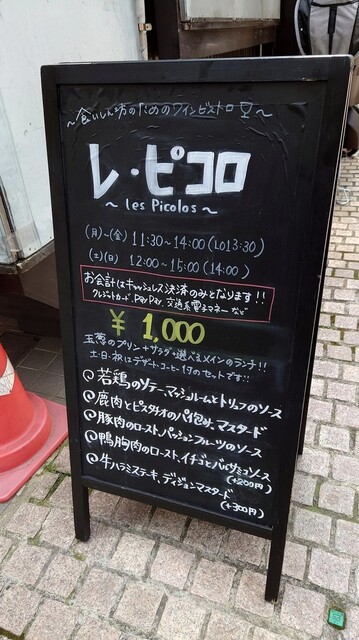 ～食いしん坊のためのワインビストロ～
レ・ピコロ
～ les Picolos ～
(月)～(金) 11:30～14:00 (LO13:30)
(土)(日) 12:00～15:00 (14:00)
お会計はキャッシュレス決済のみとなります!!
クレジットカード、PayPay、交通系電子マネーなど
¥ 1,000
玉葱のプリン＋サラダ＋選べるメインのランチ!!
土・日・祝はデザート・コーヒー付のセットです!!
@若鶏のソテー、マッシュルームとトリュフのソース
@鹿肉とピスタチオのパイ包み、マスタード
@豚肉のロースト、パッションフルーツのソース
@鴨胸肉のロースト、イチゴとバルサミコソース
(+200円)
@牛ハラミステーキ、ディジョンマスタード
(+300円)